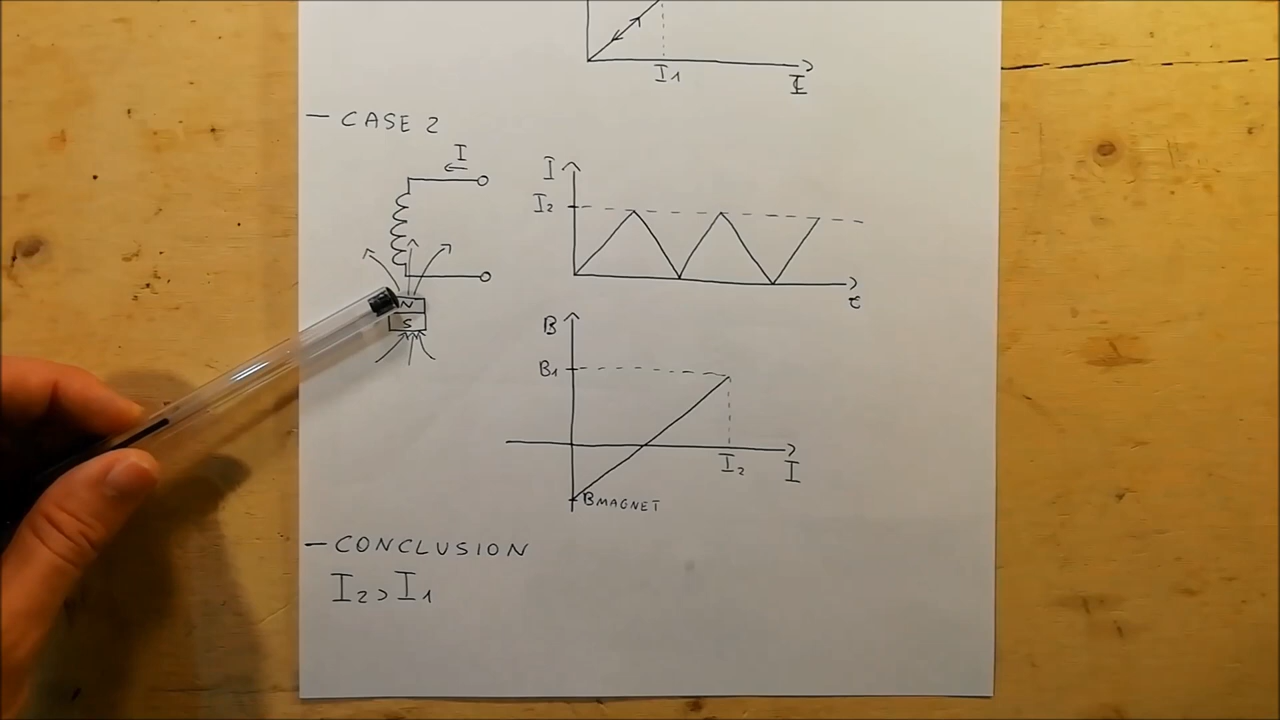 I₁
I
— CASE 2
I
I
I₂
t
N
S
B
B₁
I₂
I
BMAGNET
— CONCLUSION
I₂ > I₁